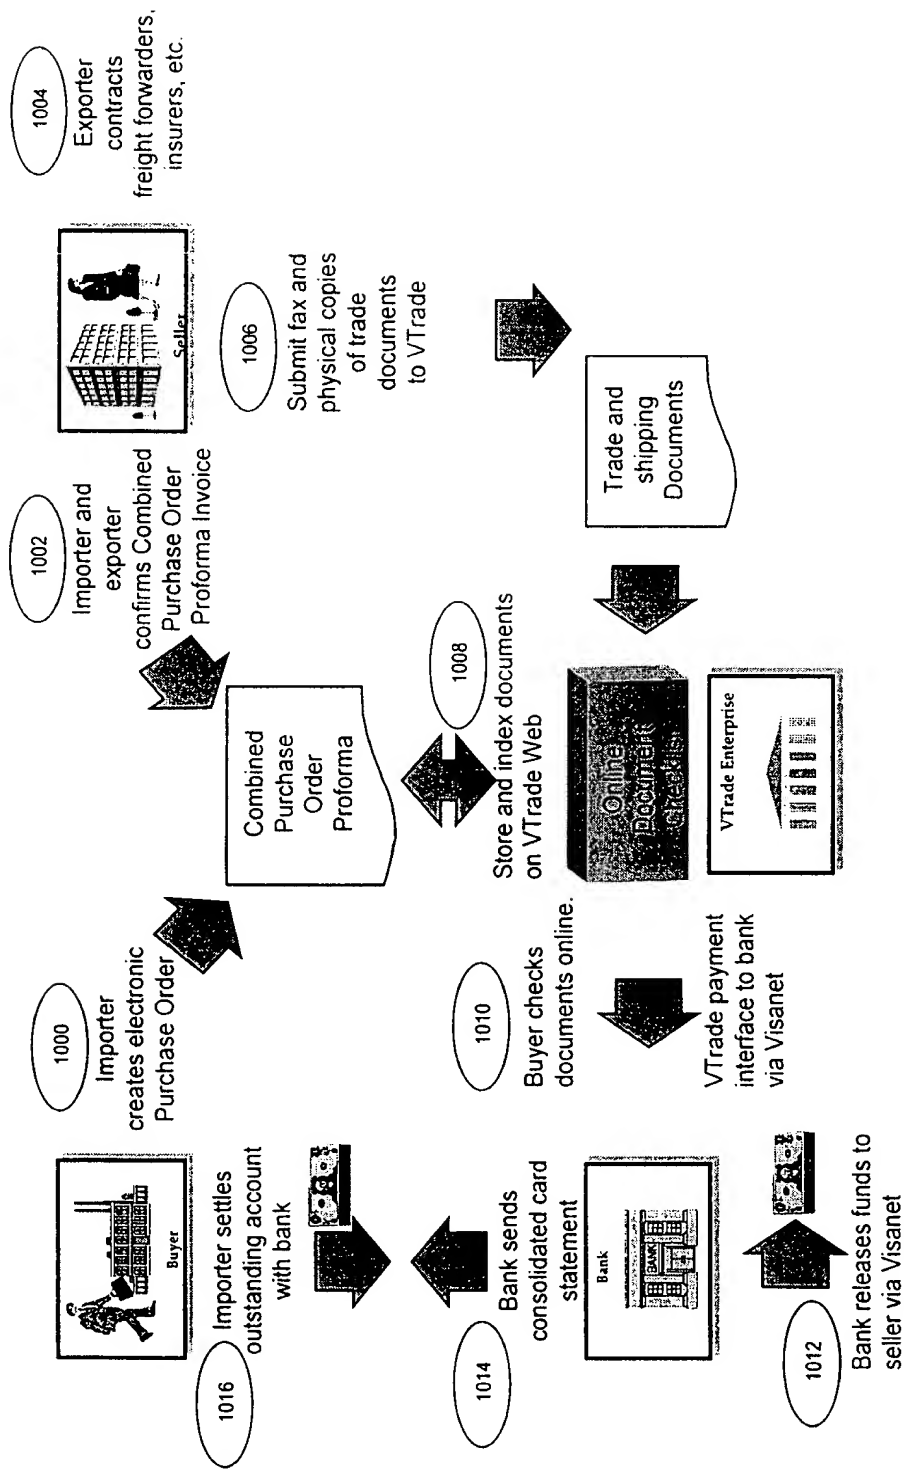 1000
Importer
creates electronic
Purchase Order
1002
Importer and
exporter
confirms Combined
Purchase Order
Proforma Invoice
1004
Exporter
contracts
freight forwarders,
insurers, etc.
Buyer
Seller
1016
Importer settles
outstanding account
with bank
Combined
Purchase
Order
Proforma
1006
Submit fax and
physical copies
of trade
documents
to VTrade
1014
Bank sends
consolidated card
statement
1010
Buyer checks
documents online.
1008
Store and index documents
on VTrade Web
Trade and
shipping
Documents
Bank
BANK
Online
Document
Checklist
VTrade payment
interface to bank
via Visanet
VTrade Enterprise
1012
Bank releases funds to
seller via Visanet